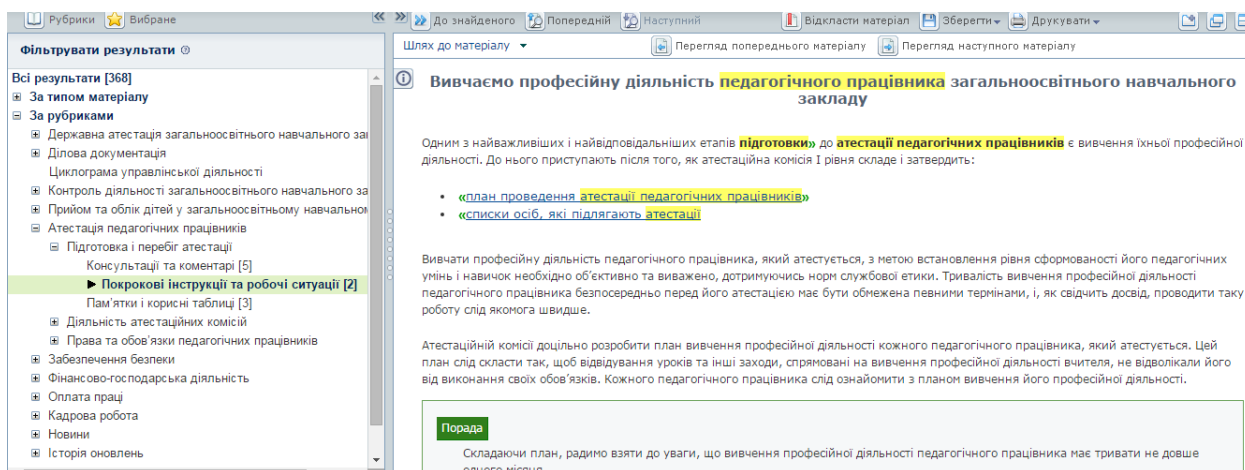 Рубрики Вибране
До знайденого Попередній Наступний Відкласти матеріал Зберегти Друкувати
Фільтрувати результати
Всі результати [368]
За типом матеріалу
За рубриками
Державна атестація загальноосвітнього навчального за
Ділова документація
Циклограма управлінської діяльності
Контроль діяльності загальноосвітнього навчального за
Прийом та облік дітей у загальноосвітньому навчально
Атестація педагогічних працівників
Підготовка і перебіг атестації
Консультації та коментарі [5]
Покрокові інструкції та робочі ситуації [2]
Пам'ятки і корисні таблиці [3]
Діяльність атестаційних комісій
Права та обов'язки педагогічних працівників
Забезпечення безпеки
Фінансово-господарська діяльність
Оплата праці
Кадрова робота
Новини
Історія оновлень
Шлях до матеріалу Перегляд попереднього матеріалу Перегляд наступного матеріалу
Вивчаємо професійну діяльність педагогічного працівника загальноосвітнього навчального
закладу
Одним з найважливіших і найвідповідальніших етапів підготовки» до атестації педагогічних працівників є вивчення їхньої професійної
діяльності. До нього приступають після того, як атестаційна комісія I рівня складе і затвердить:
• «план проведення атестації педагогічних працівників»
• «списки осіб, які підлягають атестації
Вивчати професійну діяльність педагогічного працівника, який атестується, з метою встановлення рівня сформованості його педагогічних
умінь і навичок необхідно об'єктивно та виважено, дотримуючись норм службової етики. Тривалість вивчення професійної діяльності
педагогічного працівника безпосередньо перед його атестацією має бути обмежена певними термінами, і, як свідчить досвід, проводити таку
роботу слід якомога швидше.
Атестаційній комісії доцільно розробити план вивчення професійної діяльності кожного педагогічного працівника, який атестується. Цей
план слід скласти так, щоб відвідування уроків та інші заходи, спрямовані на вивчення професійної діяльності вчителя, не відволікали його
від виконання своїх обов'язків. Кожного педагогічного працівника слід ознайомити з планом вивчення його професійної діяльності.
Порада
Складаючи план, радимо взяти до уваги, що вивчення професійної діяльності педагогічного працівника має тривати не довше
одного місяця